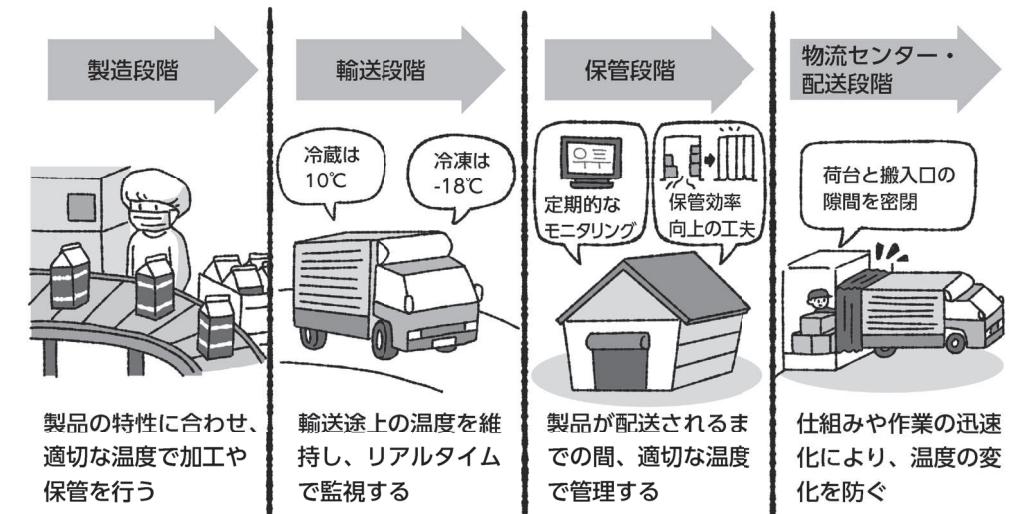 製造段階
輸送段階
保管段階
物流センター・
配送段階
冷蔵は
10℃
冷凍は
-18℃
定期的な
モニタリング
保管効率
向上の工夫
荷台と搬入口の
隙間を密閉
製品の特性に合わせ、
適切な温度で加工や
保管を行う
輸送途上の温度を維
持し、リアルタイム
で監視する
製品が配送されるま
での間、適切な温度
で管理する
仕組みや作業の迅速
化により、温度の変
化を防ぐ